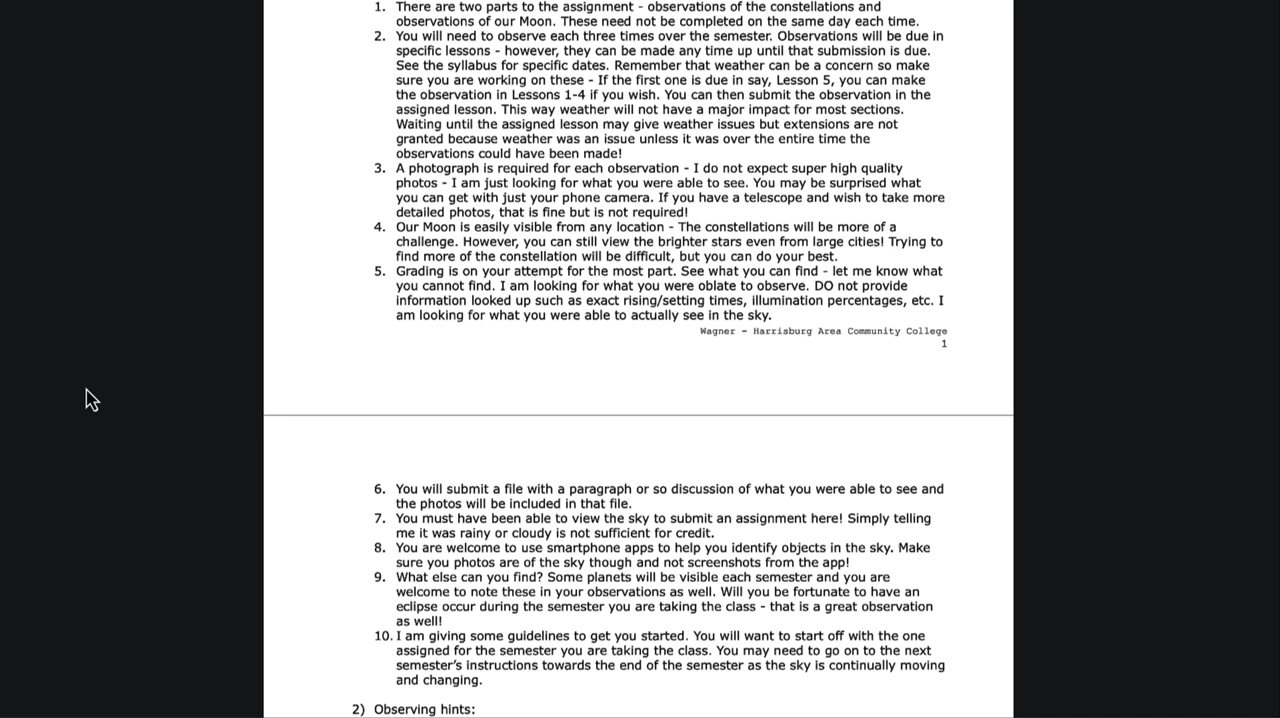 1. There are two parts to the assignment - observations of the constellations and
observations of our Moon. These need not be completed on the same day each time.
2. You will need to observe each three times over the semester. Observations will be due in
specific lessons - however, they can be made any time up until that submission is due.
See the syllabus for specific dates. Remember that weather can be a concern so make
sure you are working on these - If the first one is due in say, Lesson 5, you can make
the observation in Lessons 1-4 if you wish. You can then submit the observation in the
assigned lesson. This way weather will not have a major impact for most sections.
Waiting until the assigned lesson may give weather issues but extensions are not
granted because weather was an issue unless it was over the entire time the
observations could have been made!
3. A photograph is required for each observation - I do not expect super high quality
photos - I am just looking for what you were able to see. You may be surprised what
you can get with just your phone camera. If you have a telescope and wish to take more
detailed photos, that is fine but is not required!
4. Our Moon is easily visible from any location - The constellations will be more of a
challenge. However, you can still view the brighter stars even from large cities! Trying to
find more of the constellation will be difficult, but you can do your best.
5. Grading is on your attempt for the most part. See what you can find - let me know what
you cannot find. I am looking for what you were oblate to observe. DO not provide
information looked up such as exact rising/setting times, illumination percentages, etc. I
am looking for what you were able to actually see in the sky.
Wagner - Harrisburg Area Community College
1
6. You will submit a file with a paragraph or so discussion of what you were able to see and
the photos will be included in that file.
7. You must have been able to view the sky to submit an assignment here! Simply telling
me it was rainy or cloudy is not sufficient for credit.
8. You are welcome to use smartphone apps to help you identify objects in the sky. Make
sure you photos are of the sky though and not screenshots from the app!
9. What else can you find? Some planets will be visible each semester and you are
welcome to note these in your observations as well. Will you be fortunate to have an
eclipse occur during the semester you are taking the class - that is a great observation
as well!
10. I am giving some guidelines to get you started. You will want to start off with the one
assigned for the semester you are taking the class. You may need to go on to the next
semester's instructions towards the end of the semester as the sky is continually moving
and changing.
2) Observing hints: